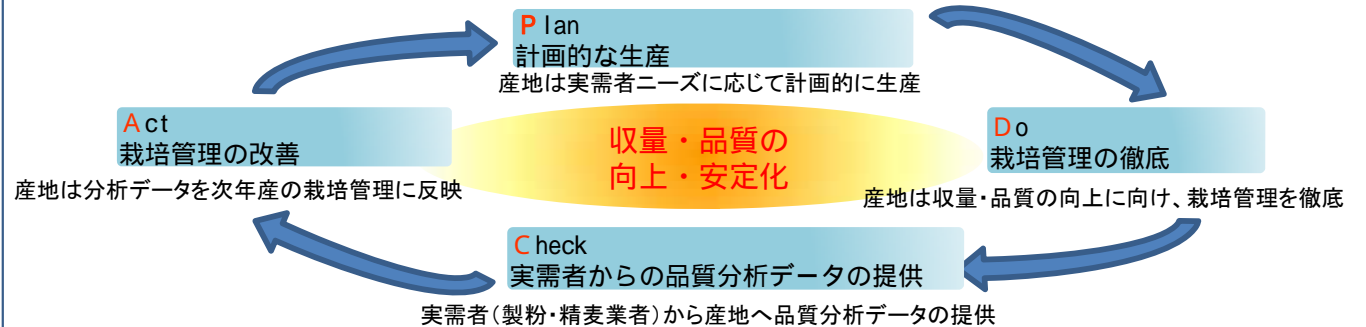 Plan
計画的な生産
産地は実需者ニーズに応じて計画的に生産
Do
栽培管理の徹底
産地は収量・品質の向上に向け、栽培管理を徹底
Check
実需者からの品質分析データの提供
実需者（製粉・精麦業者）から産地へ品質分析データの提供
Act
栽培管理の改善
産地は分析データを次年産の栽培管理に反映
収量・品質の
向上・安定化